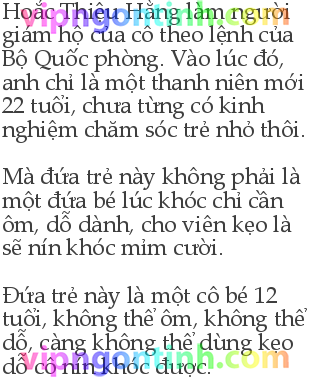 Hoắc Thiệu Hằng làm người
vipngontinh.com
giám hộ của cô theo lệnh của
Bộ Quốc phòng. Vào lúc đó,
anh chỉ là một thanh niên mới
22 tuổi, chưa từng có kinh
nghiệm chăm sóc trẻ nhỏ thôi.
Mà đứa trẻ này không phải là
một đứa bé lúc khóc chỉ cần
ôm, dỗ dành, cho viên kẹo là
sẽ nín khóc mỉm cười.
Đứa trẻ này là một cô bé 12
tuổi, không thể ôm, không thể
dỗ, càng không thể dùng kẹo
vipngontinh.com
dỗ cô nín khóc được.